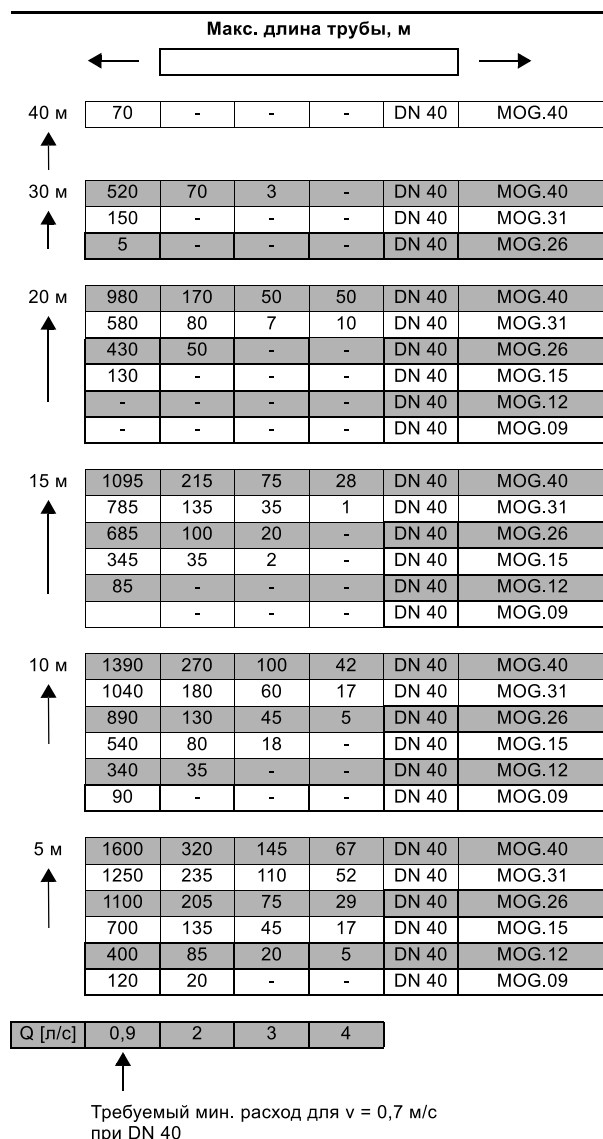 Макс. длина трубы, м
40 м 70 - - - DN 40 MOG.40
30 м 520 70 3 - DN 40 MOG.40
150 - - - DN 40 MOG.31
5 - - - DN 40 MOG.26
20 м 980 170 50 50 DN 40 MOG.40
580 80 7 10 DN 40 MOG.31
430 50 - - DN 40 MOG.26
130 - - - DN 40 MOG.15
- - - - DN 40 MOG.12
- - - - DN 40 MOG.09
15 м 1095 215 75 28 DN 40 MOG.40
785 135 35 1 DN 40 MOG.31
685 100 20 - DN 40 MOG.26
345 35 2 - DN 40 MOG.15
85 - - - DN 40 MOG.12
- - - DN 40 MOG.09
10 м 1390 270 100 42 DN 40 MOG.40
1040 180 60 17 DN 40 MOG.31
890 130 45 5 DN 40 MOG.26
540 80 18 - DN 40 MOG.15
340 35 - - DN 40 MOG.12
90 - - - DN 40 MOG.09
5 м 1600 320 145 67 DN 40 MOG.40
1250 235 110 52 DN 40 MOG.31
1100 205 75 29 DN 40 MOG.26
700 135 45 17 DN 40 MOG.15
400 85 20 5 DN 40 MOG.12
120 20 - - DN 40 MOG.09
Q [л/с] 0,9 2 3 4
Требуемый мин. расход для v = 0,7 м/с
при DN 40